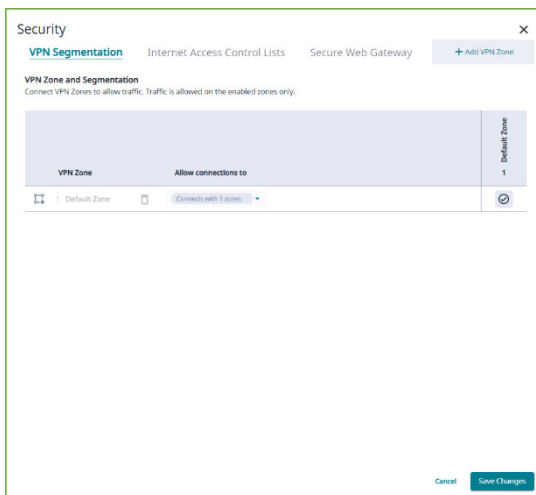 Security
VPN Segmentation
Internet Access Control Lists
Secure Web Gateway
+ Add VPN Zone
VPN Zone and Segmentation
Connect VPN Zones to allow traffic. Traffic is allowed on the enabled zones only.
VPN Zone
Allow connections to
Default Zone
1
1 Default Zone
Connects with 1 zones.
Cancel
Save Changes